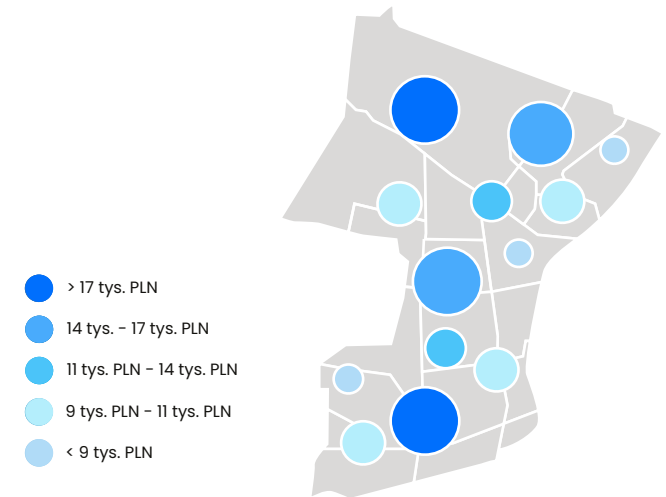 > 17 tys. PLN
14 tys. - 17 tys. PLN
11 tys. PLN - 14 tys. PLN
9 tys. PLN - 11 tys. PLN
< 9 tys. PLN